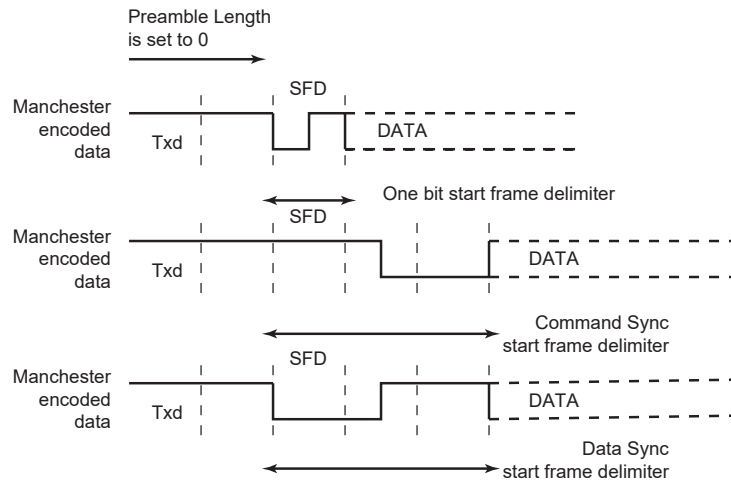 Preamble Length
is set to 0
SFD
Manchester
encoded
data
Txd
DATA
One bit start frame delimiter
SFD
Manchester
encoded
data
Txd
DATA
Command Sync
start frame delimiter
SFD
Manchester
encoded
data
Txd
DATA
Data Sync
start frame delimiter